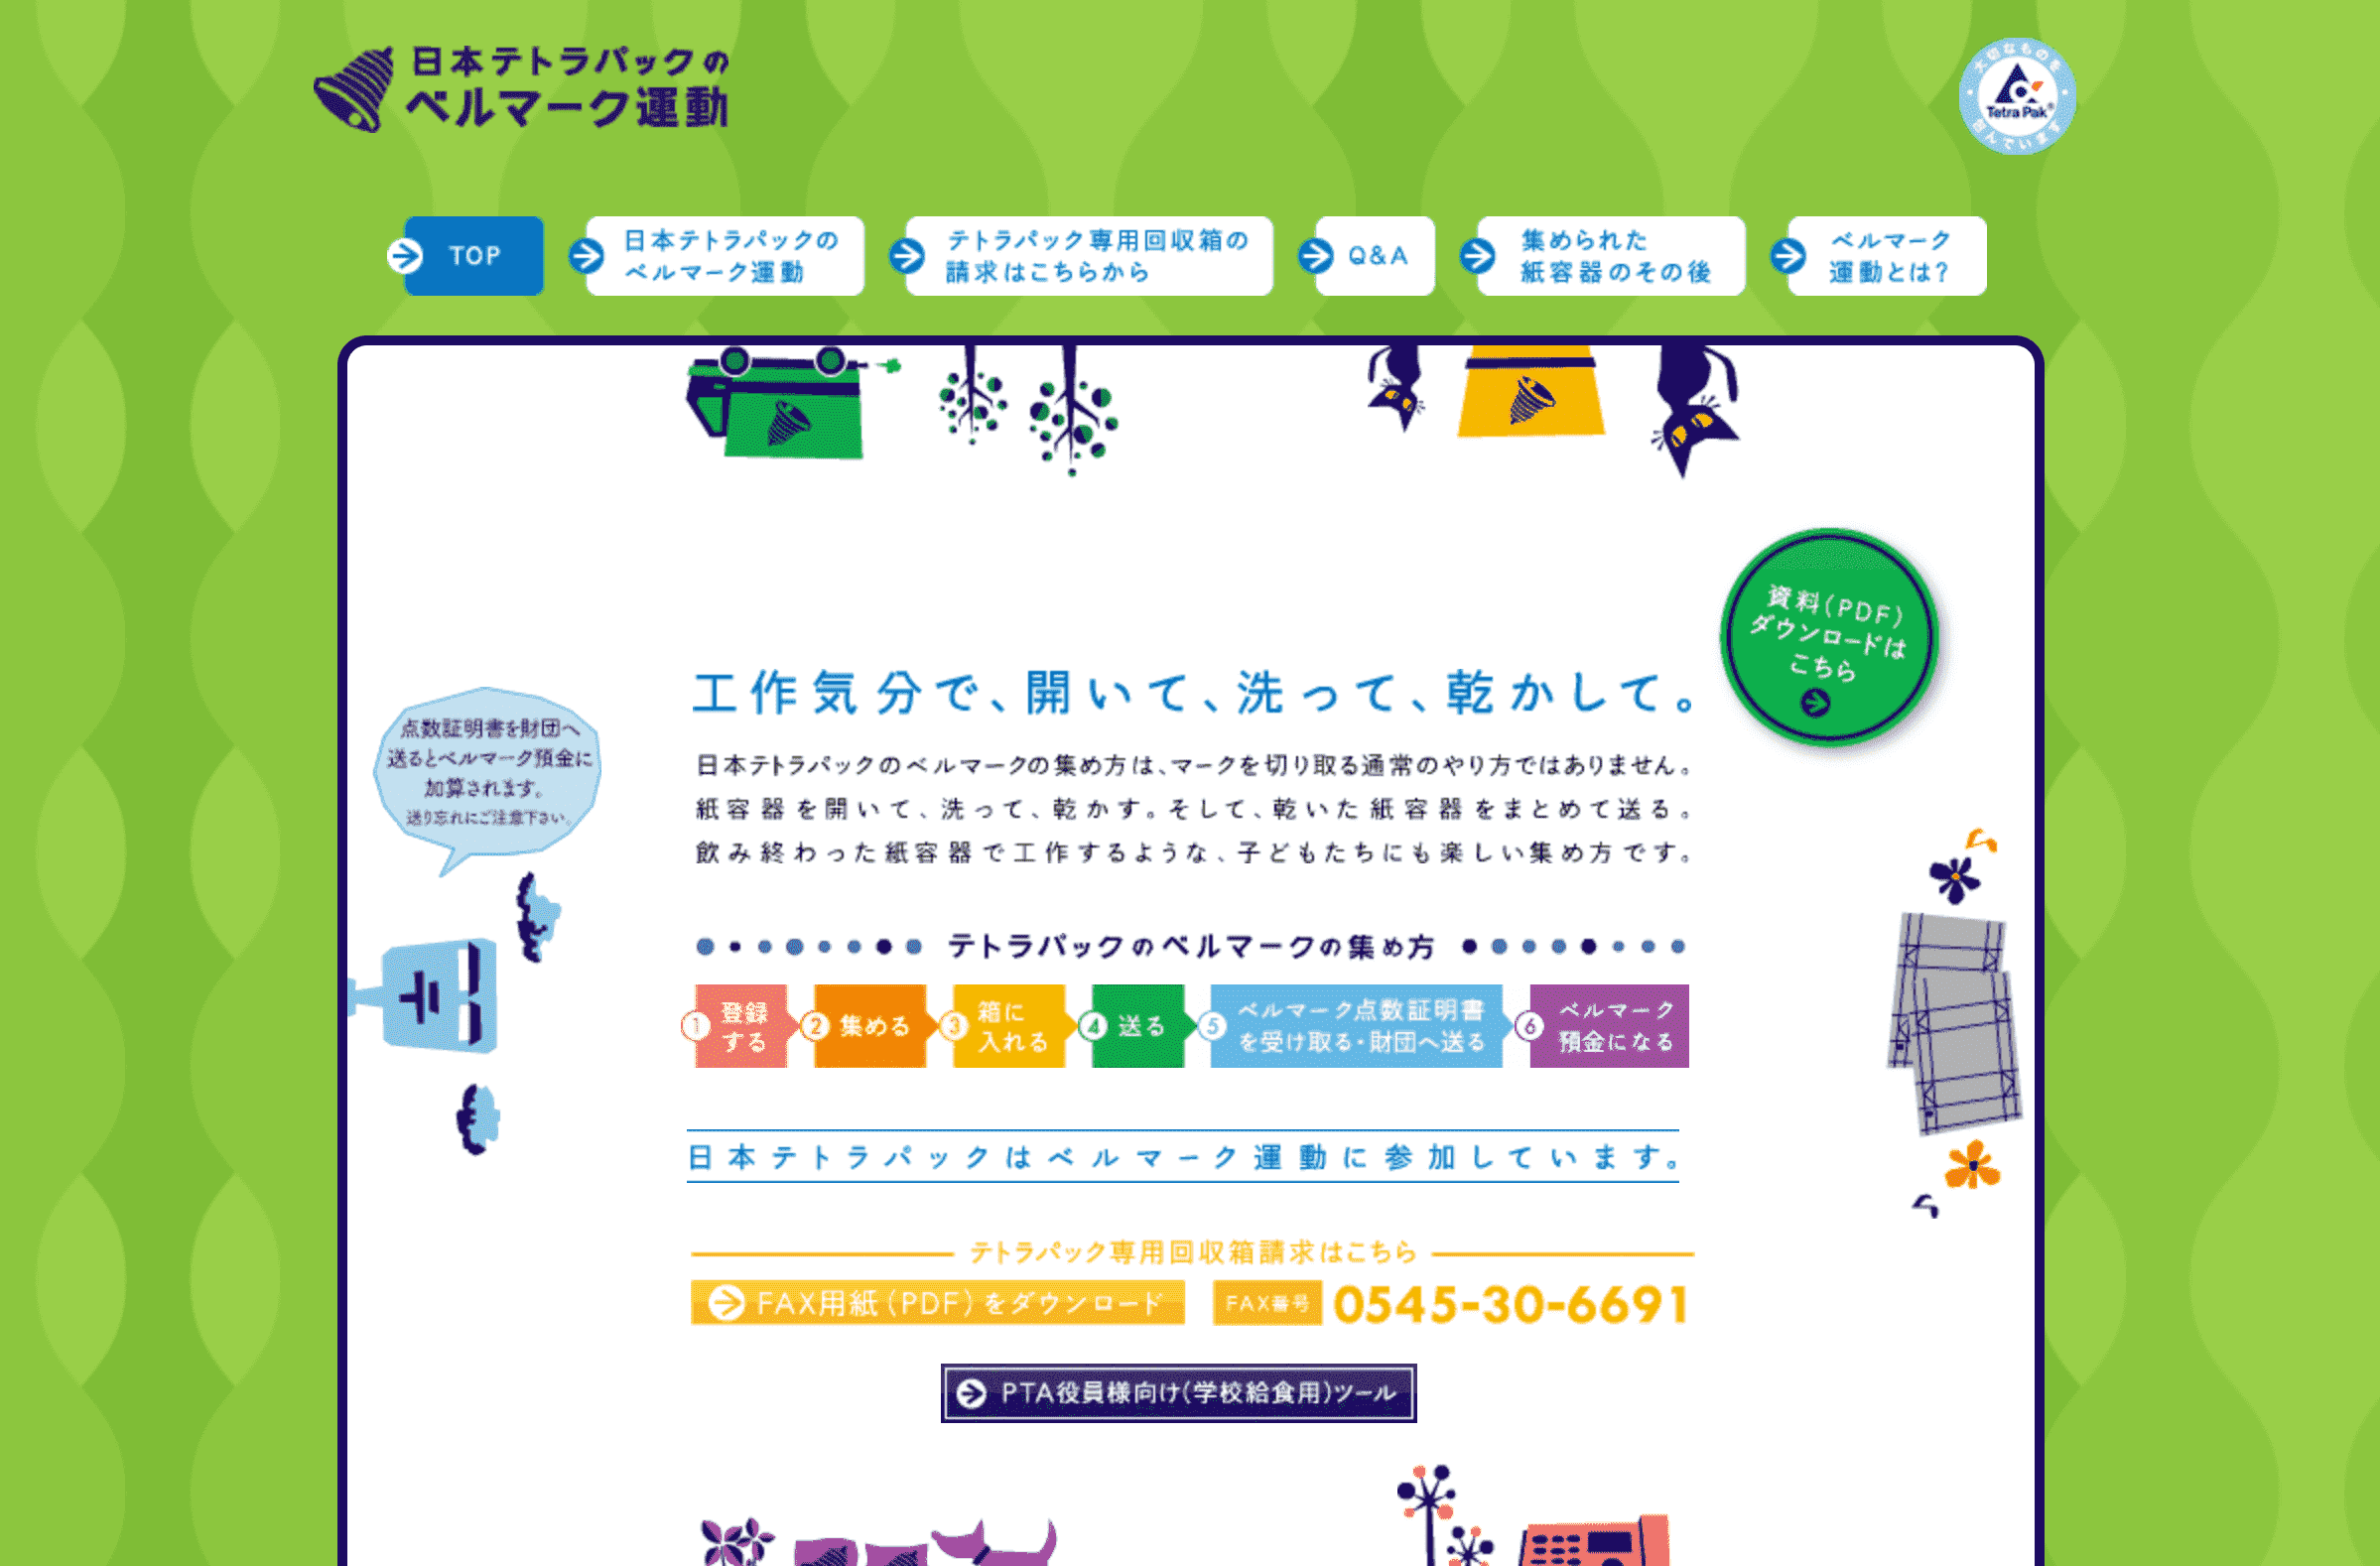 日本テトラパックの
ベルマーク運動
大切なものを
Tetra Pak®
包んでいます
TOP
日本テトラパックの
ベルマーク運動
テトラパック専用回収箱の
請求はこちらから
Q&A
集められた
紙容器のその後
ベルマーク
運動とは？
資料（PDF）
ダウンロードは
こちら
工作気分で、開いて、洗って、乾かして。
点数証明書を財団へ
送るとベルマーク預金に
加算されます。
送り忘れにご注意下さい。
日本テトラパックのベルマークの集め方は、マークを切り取る通常のやり方ではありません。
紙容器を開いて、洗って、乾かす。そして、乾いた紙容器をまとめて送る。
飲み終わった紙容器で工作するような、子どもたちにも楽しい集め方です。
テトラパックのベルマークの集め方
1 登録
する
2 集める
3 箱に
入れる
4 送る
5 ベルマーク点数証明書
を受け取る・財団へ送る
6 ベルマーク
預金になる
日本テトラパックはベルマーク運動に参加しています。
テトラパック専用回収箱請求はこちら
FAX用紙（PDF）をダウンロード
FAX番号 0545-30-6691
PTA役員様向け（学校給食用）ツール